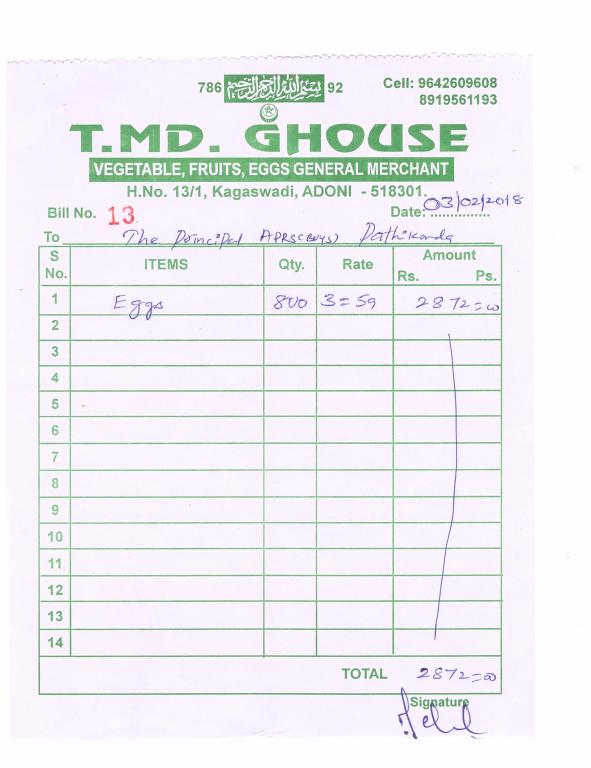 786 بسم الله الرحمن الرحيم 92
Cell: 9642609608
8919561193
T.MD. GHOUSE
VEGETABLE, FRUITS, EGGS GENERAL MERCHANT
H.No. 13/1, Kagaswadi, ADONI - 518301.
Bill No. 13 Date: 03/02/2018
To The Principal APRSC(Boys) Pathikonda
S No. ITEMS Qty. Rate Amount Rs. Ps.
1 Eggs 800 3=59 2872=00
2
3
4
5
6
7
8
9
10
11
12
13
14
TOTAL 2872=00
Signature